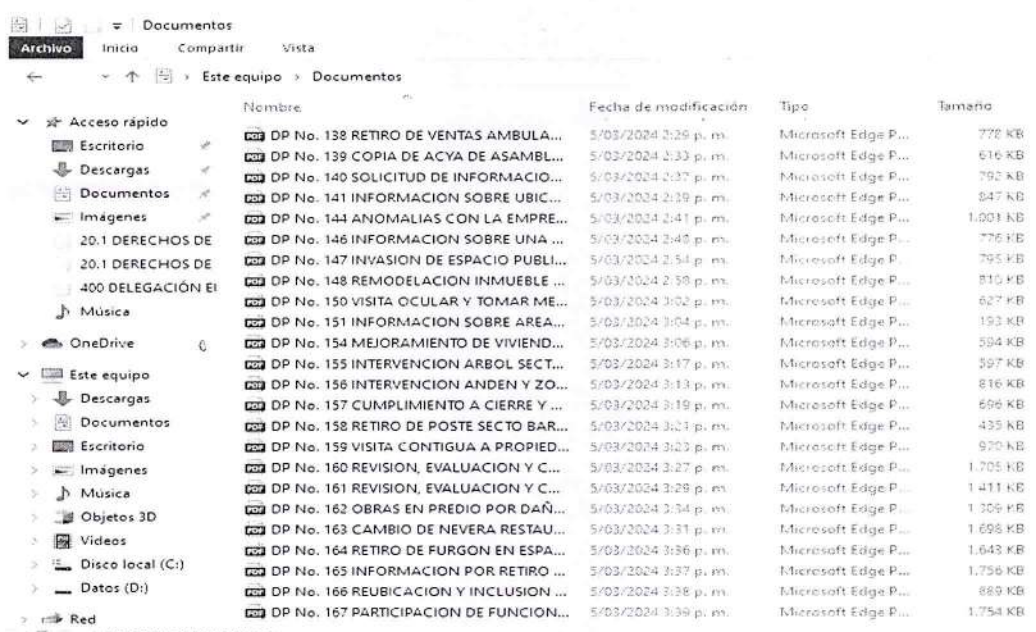 Documentos
Archivo Inicio Compartir Vista
Este equipo > Documentos
Nombre Fecha de modificación Tipo Tamaño
Acceso rápido
Escritorio
Descargas
Documentos
Imágenes
20.1 DERECHOS DE
20.1 DERECHOS DE
400 DELEGACIÓN EI
Música
OneDrive
Este equipo
Descargas
Documentos
Escritorio
Imágenes
Música
Objetos 3D
Videos
Disco local (C:)
Datos (D:)
Red
DP No. 138 RETIRO DE VENTAS AMBULA... 5/03/2024 2:29 p. m. Microsoft Edge P... 778 KB
DP No. 139 COPIA DE ACYA DE ASAMBL... 5/03/2024 2:33 p. m. Microsoft Edge P... 616 KB
DP No. 140 SOLICITUD DE INFORMACIO... 5/03/2024 2:37 p. m. Microsoft Edge P... 792 KB
DP No. 141 INFORMACION SOBRE UBIC... 5/03/2024 2:39 p. m. Microsoft Edge P... 847 KB
DP No. 144 ANOMALIAS CON LA EMPRE... 5/03/2024 2:41 p. m. Microsoft Edge P... 1.001 KB
DP No. 146 INFORMACION SOBRE UNA ... 5/03/2024 2:48 p. m. Microsoft Edge P... 776 KB
DP No. 147 INVASION DE ESPACIO PUBLI... 5/03/2024 2:54 p. m. Microsoft Edge P... 795 KB
DP No. 148 REMODELACION INMUEBLE ... 5/03/2024 2:58 p. m. Microsoft Edge P... 810 KB
DP No. 150 VISITA OCULAR Y TOMAR ME... 5/03/2024 3:02 p. m. Microsoft Edge P... 627 KB
DP No. 151 INFORMACION SOBRE AREA... 5/03/2024 3:04 p. m. Microsoft Edge P... 193 KB
DP No. 154 MEJORAMIENTO DE VIVIEND... 5/03/2024 3:06 p. m. Microsoft Edge P... 594 KB
DP No. 155 INTERVENCION ARBOL SECT... 5/03/2024 3:17 p. m. Microsoft Edge P... 597 KB
DP No. 156 INTERVENCION ANDEN Y ZO... 5/03/2024 3:13 p. m. Microsoft Edge P... 816 KB
DP No. 157 CUMPLIMIENTO A CIERRE Y ... 5/03/2024 3:19 p. m. Microsoft Edge P... 696 KB
DP No. 158 RETIRO DE POSTE SECTO BAR... 5/03/2024 3:21 p. m. Microsoft Edge P... 435 KB
DP No. 159 VISITA CONTIGUA A PROPIED... 5/03/2024 3:23 p. m. Microsoft Edge P... KB
DP No. 160 REVISION, EVALUACION Y C... 5/03/2024 3:27 p. m. Microsoft Edge P... 1.705 KB
DP No. 161 REVISION, EVALUACION Y C... 5/03/2024 3:29 p. m. Microsoft Edge P... 1.411 KB
DP No. 162 OBRAS EN PREDIO POR DAÑ... 5/03/2024 3:34 p. m. Microsoft Edge P... 1.309 KB
DP No. 163 CAMBIO DE NEVERA RESTAU... 5/03/2024 3:31 p. m. Microsoft Edge P... 1.698 KB
DP No. 164 RETIRO DE FURGON EN ESPA... 5/03/2024 3:36 p. m. Microsoft Edge P... 1.643 KB
DP No. 165 INFORMACION POR RETIRO ... 5/03/2024 3:37 p. m. Microsoft Edge P... 1.756 KB
DP No. 166 REUBICACION Y INCLUSION ... 5/03/2024 3:38 p. m. Microsoft Edge P... 889 KB
DP No. 167 PARTICIPACION DE FUNCION... 5/03/2024 3:39 p. m. Microsoft Edge P... 1.754 KB